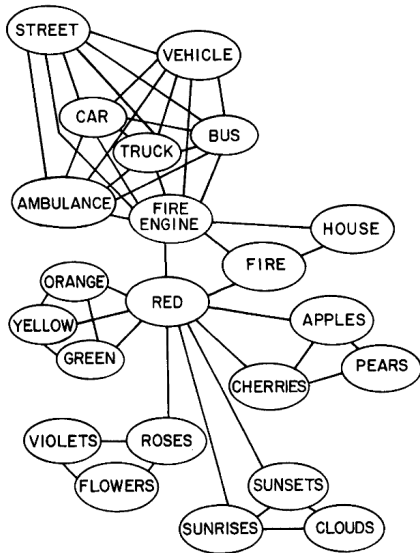 STREET
VEHICLE
CAR
TRUCK
BUS
AMBULANCE
FIRE
ENGINE
HOUSE
FIRE
ORANGE
RED
YELLOW
GREEN
APPLES
PEARS
CHERRIES
VIOLETS
ROSES
FLOWERS
SUNSETS
SUNRISES
CLOUDS